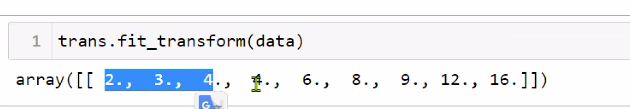 1 trans.fit_transform(data)
array([[ 2., 3., 4., 4., 6., 8., 9., 12., 16.]])
G